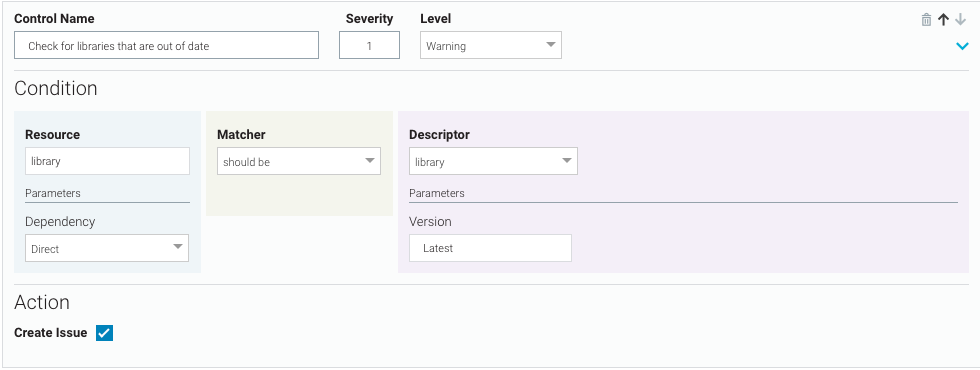 Control Name Severity Level
Check for libraries that are out of date 1 Warning
Condition
Resource Matcher Descriptor
library should be library
Parameters Parameters
Dependency Version
Direct Latest
Action
Create Issue